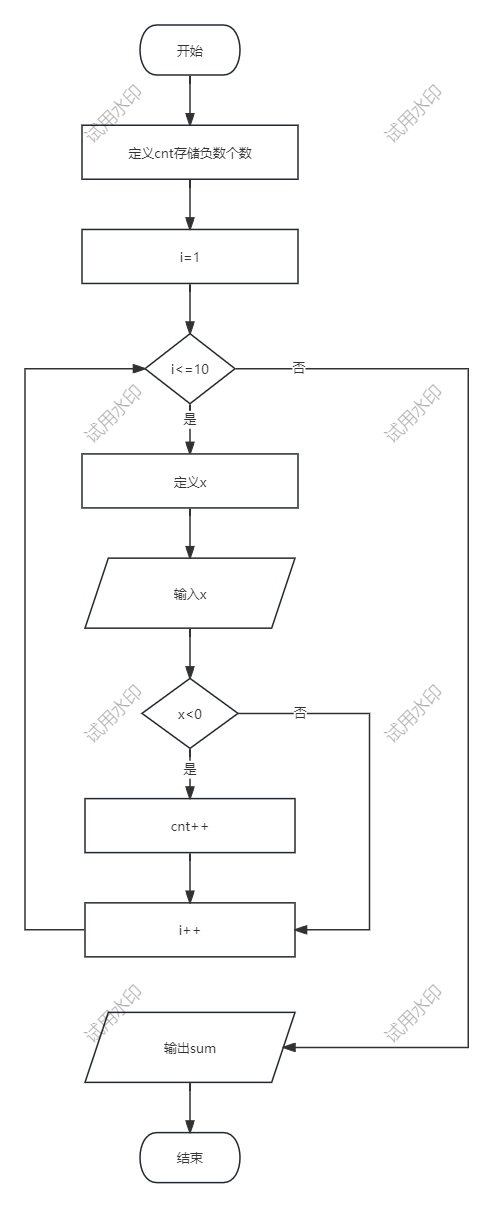 开始
试用水印
试用水印
定义cnt存储负数个数
i=1
i<=10
否
试用水印
试用水印
是
定义x
输入x
试用水印
试用水印
x<0
否
是
cnt++
i++
试用水印
试用水印
输出sum
结束